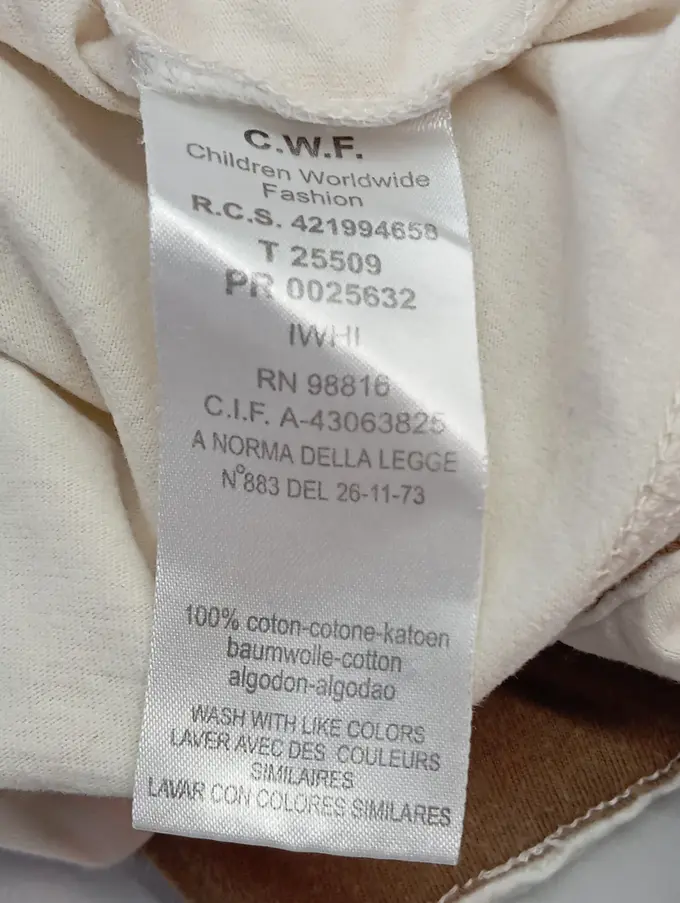 C.W.F.
Children Worldwide
Fashion
R.C.S. 421994658
T 25509
PR 0025632
IWHI
RN 98816
C.I.F. A-43063825
A NORMA DELLA LEGGE
N°883 DEL 26-11-73
100% coton-cotone-katoen
baumwolle-cotton
algodon-algodao
WASH WITH LIKE COLORS
LAVER AVEC DES COULEURS
SIMILAIRES
LAVAR CON COLORES SIMILARES